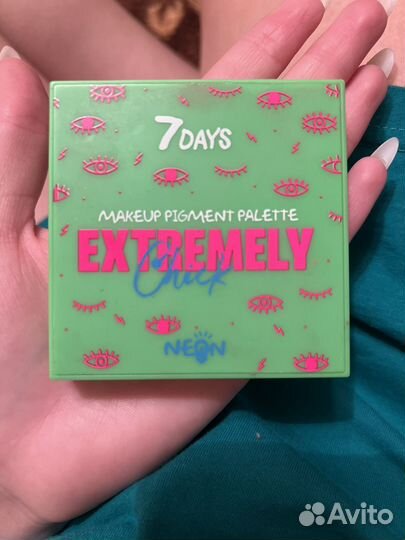 7DAYS
MAKEUP PIGMENT PALETTE
EXTREMELY
Chick
NEON
Avito